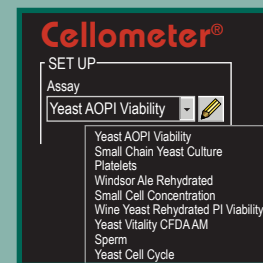 Cellometer®
SET UP
Assay
Yeast AOPI Viability
Yeast AOPI Viability
Small Chain Yeast Culture
Platelets
Windsor Ale Rehydrated
Small Cell Concentration
Wine Yeast Rehydrated PI Viability
Yeast Vitality CFDA AM
Sperm
Yeast Cell Cycle